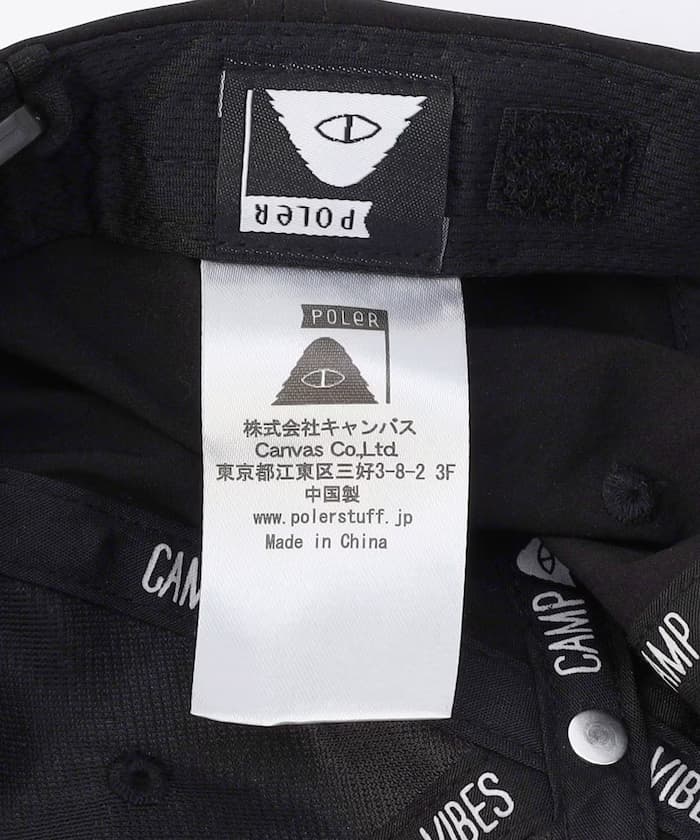 POLeR
POLeR
株式会社キャンバス
Canvas Co.,Ltd.
東京都江東区三好3-8-2 3F
中国製
www.polerstuff.jp
Made in China
CAMP
VIBES
VIBES